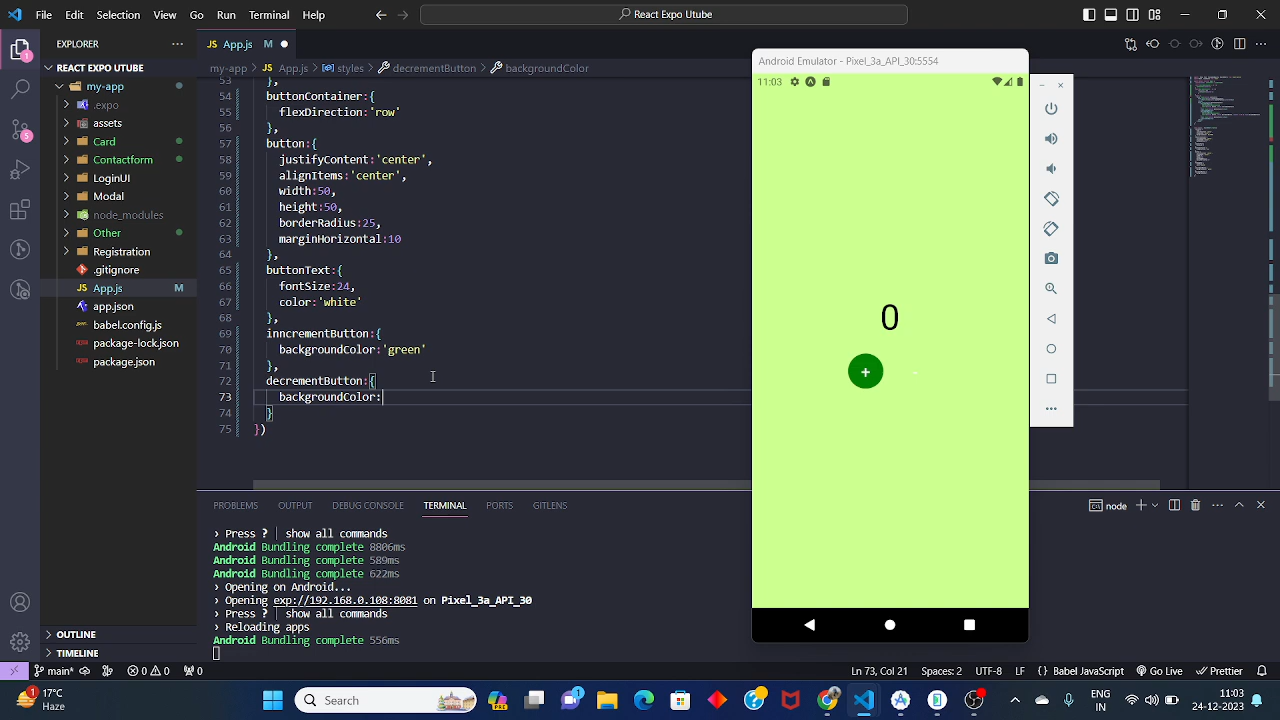 React Expo Utube
EXPLORER
JS App.js M
REACT EXPO UTUBE
my-app > JS App.js > styles > decrementButton > backgroundColor
my-app
.expo
assets
Card
Contactform
LoginUI
Modal
node_modules
Other
Registration
.gitignore
JS App.js M
app.json
babel.config.js
package-lock.json
package.json
OUTLINE
TIMELINE
53
54 buttonContainer:{
55 flexDirection:'row'
56 },
57 button:{
58 justifyContent:'center',
59 alignItems:'center',
60 width:50,
61 height:50,
62 borderRadius:25,
63 marginHorizontal:10
64 },
65 buttonText:{
66 fontSize:24,
67 color:'white'
68 },
69 incrementButton:{
70 backgroundColor:'green'
71 },
72 decrementButton:{
73 backgroundColor:
74 }
75 })
Android Emulator - Pixel_3a_API_30:5554
11:03
0
+
-
PROBLEMS OUTPUT DEBUG CONSOLE TERMINAL PORTS GITLENS
node
› Press ? │ show all commands
Android Bundling complete 8806ms
Android Bundling complete 589ms
Android Bundling complete 622ms
› Opening on Android...
› Opening exp://192.168.0.108:8081 on Pixel_3a_API_30
› Press ? │ show all commands
› Reloading apps
Android Bundling complete 556ms
main* 0 0 0 Ln 73, Col 21 Spaces: 2 UTF-8 LF {} Babel JavaScript Go Live Prettier
1
5
1
17°C
Haze
Search
1
ENG
IN
11:03
24-12-2023